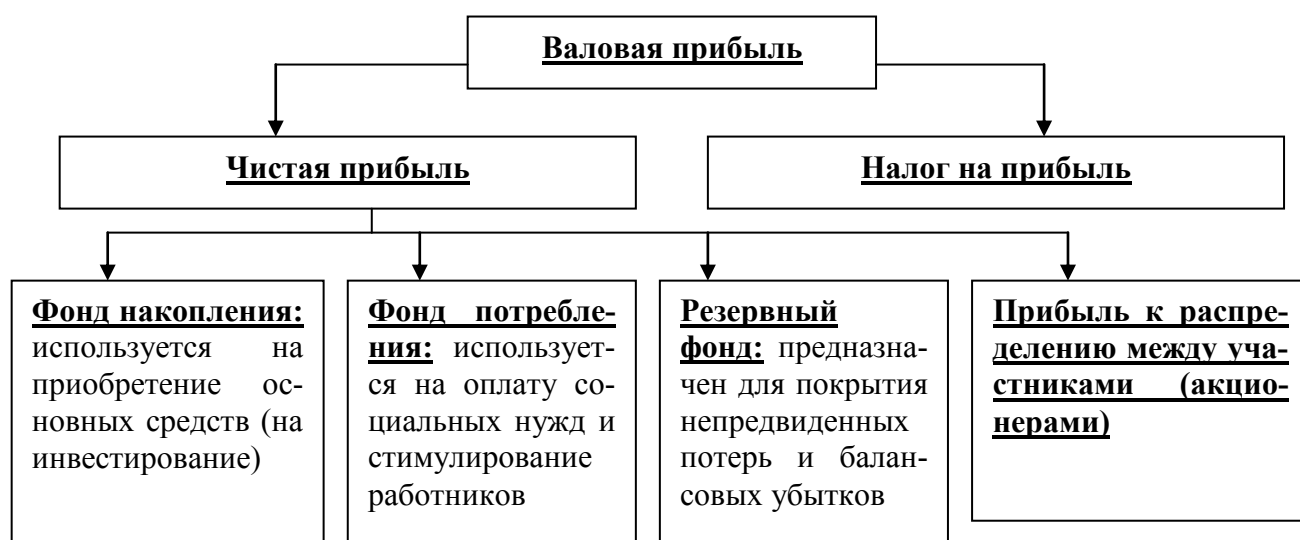 Валовая прибыль
Чистая прибыль
Налог на прибыль
Фонд накопления:
используется на
приобретение ос-
новных средств (на
инвестирование)
Фонд потребле-
ния: использует-
ся на оплату со-
циальных нужд и
стимулирование
работников
Резервный
фонд: предназна-
чен для покрытия
непредвиденных
потерь и балан-
совых убытков
Прибыль к распре-
делению между уча-
стниками (акцио-
нерами)